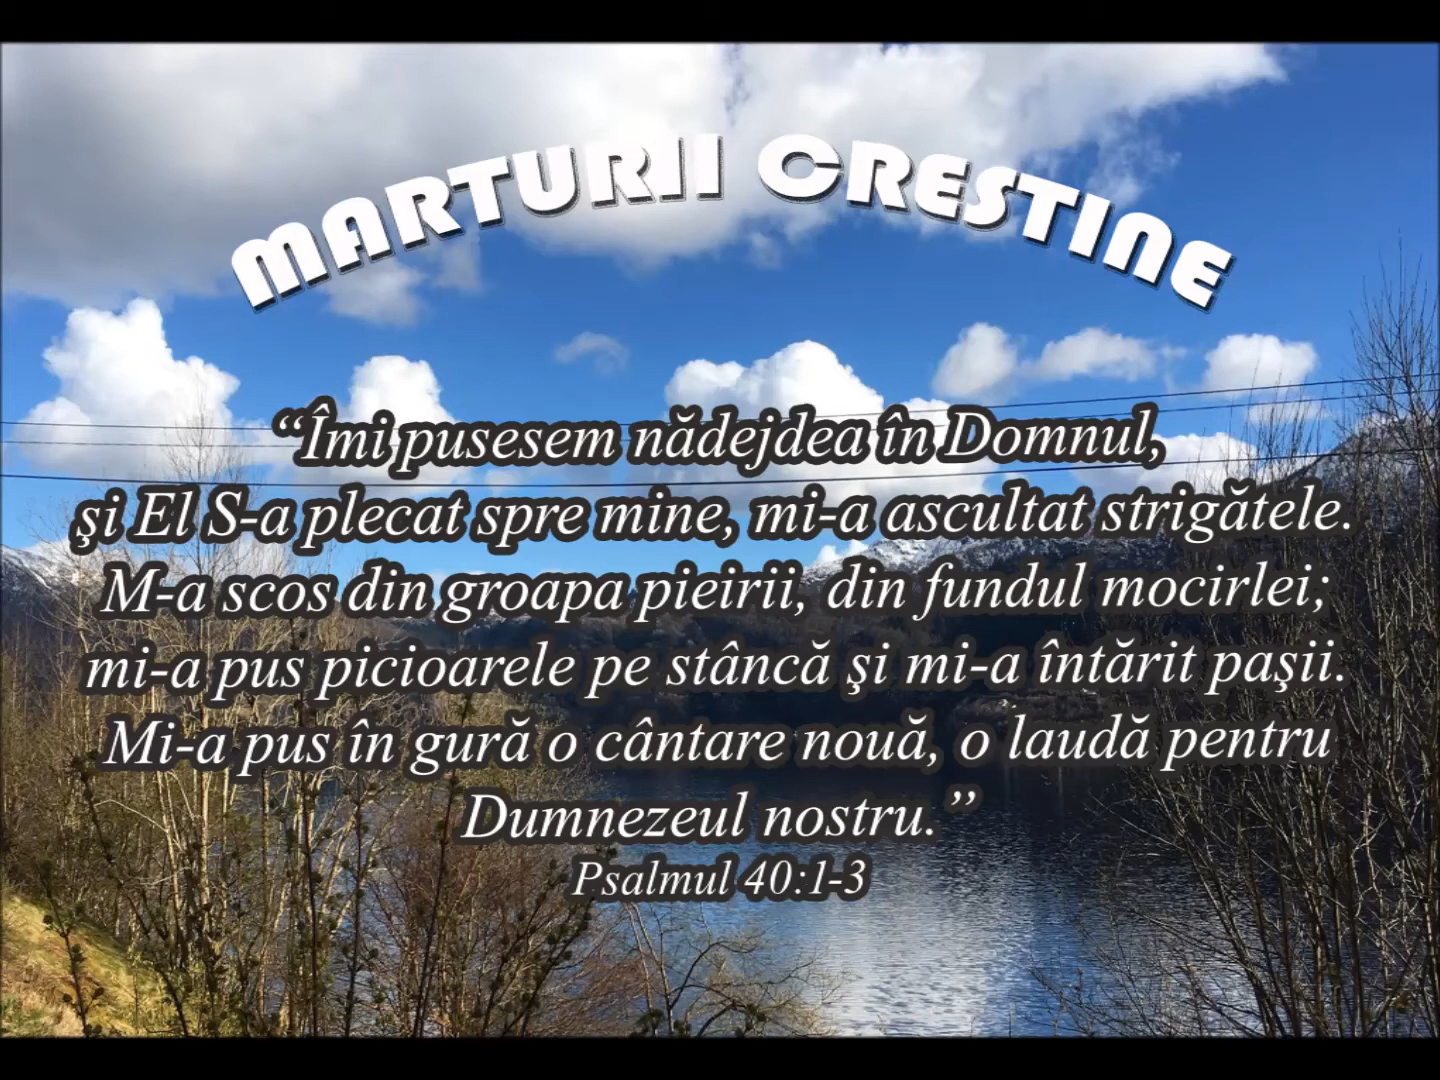 MARTURII CRESTINE
“Îmi pusesem nădejdea în Domnul,
şi El S-a plecat spre mine, mi-a ascultat strigătele.
M-a scos din groapa pieirii, din fundul mocirlei;
mi-a pus picioarele pe stâncă şi mi-a întărit paşii.
Mi-a pus în gură o cântare nouă, o laudă pentru
Dumnezeul nostru.”
Psalmul 40:1-3